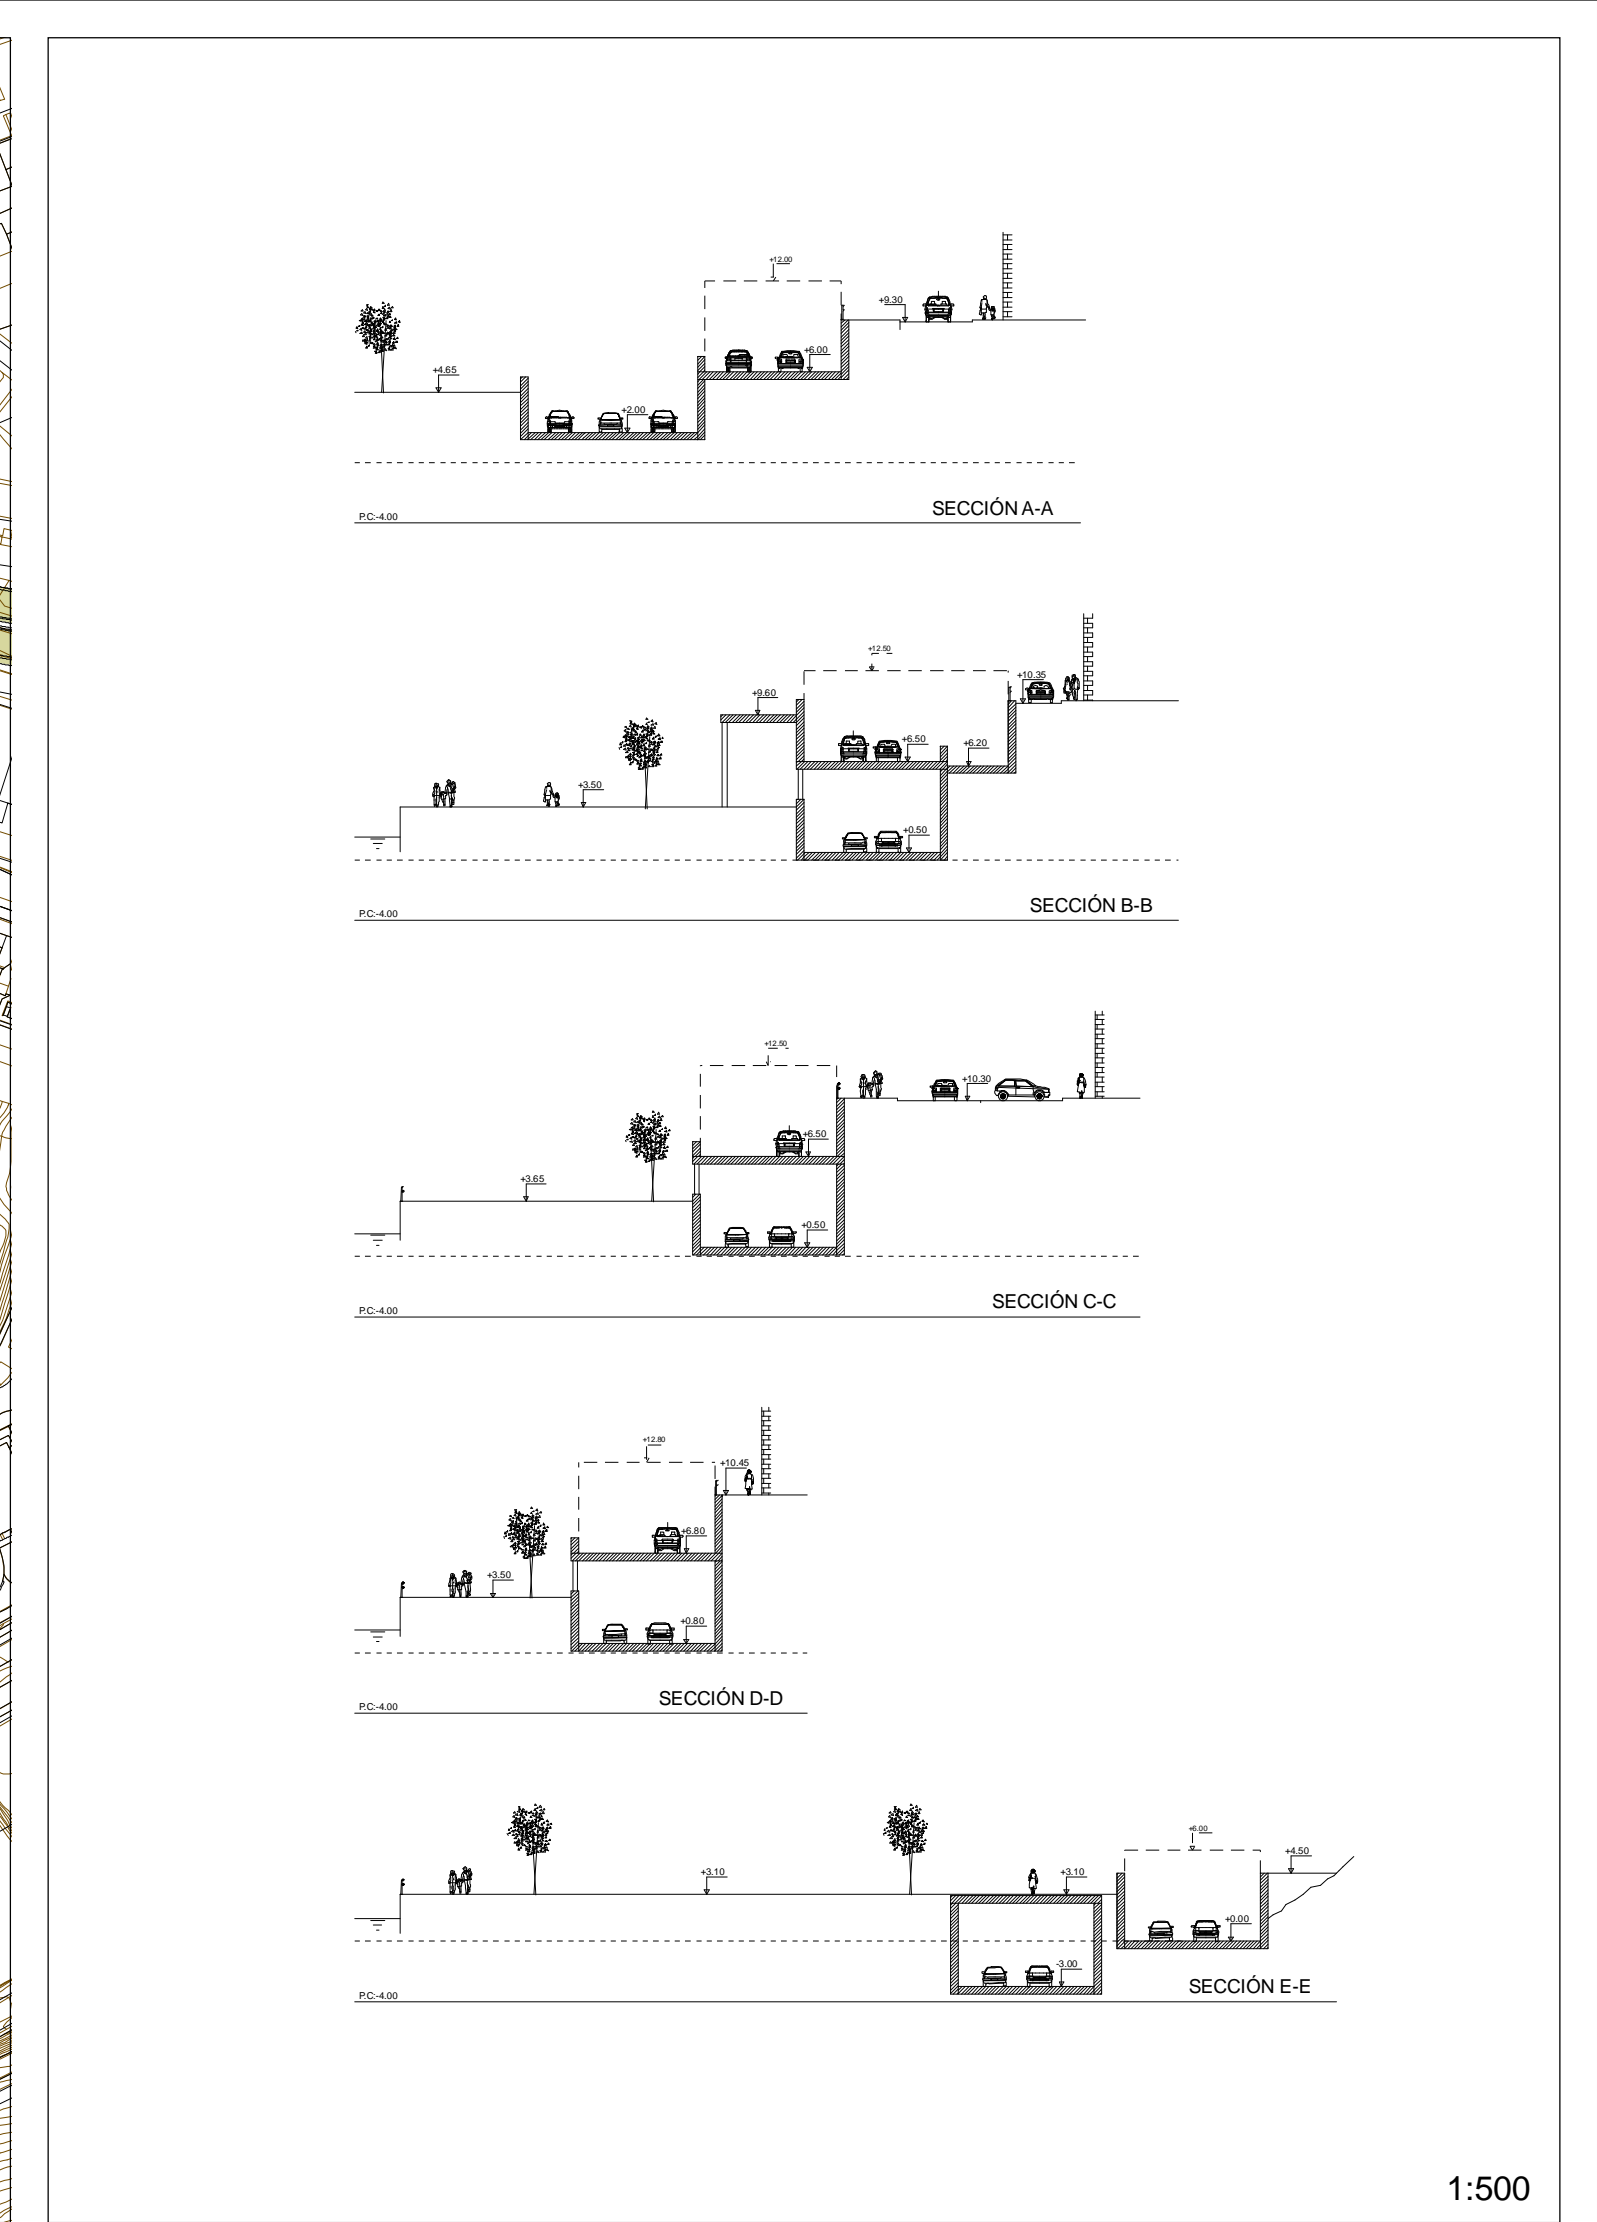 +12.00
+9.30
+6.00
+4.65
+2.00
SECCIÓN A-A
P.C:-4.00
+12.50
+10.35
+9.60
+6.50
+6.20
+3.50
+0.50
SECCIÓN B-B
P.C:-4.00
+12.50
+10.30
+6.50
+3.65
+0.50
SECCIÓN C-C
P.C:-4.00
+12.80
+10.45
+6.80
+3.50
+0.80
SECCIÓN D-D
P.C:-4.00
+6.00
+4.50
+3.10
+3.10
+0.00
-3.00
SECCIÓN E-E
P.C:-4.00
1:500